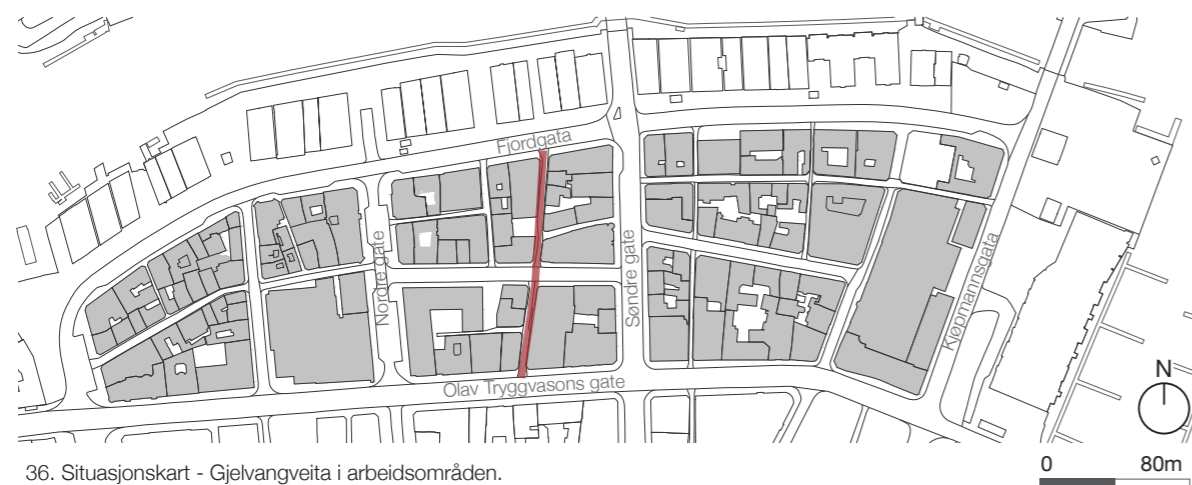 Fjordgata
Nordre gate
Søndre gate
Kjøpmannsgata
Olav Tryggvasons gate
N
0 80m
36. Situasjonskart - Gjelvangveita i arbeidsområden.